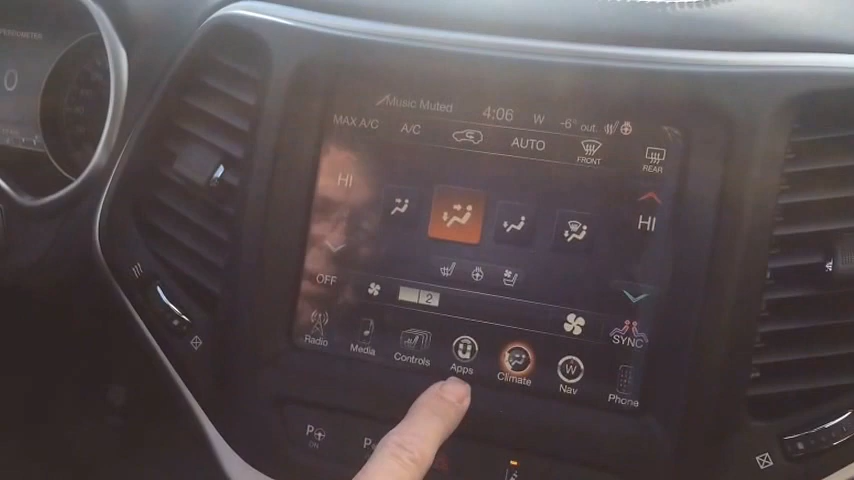 0
Music Muted 4:06 W -6° out.
MAX A/C A/C AUTO FRONT REAR
HI HI
OFF 2 SYNC
Radio Media Controls Apps Climate W Nav Phone
P
P